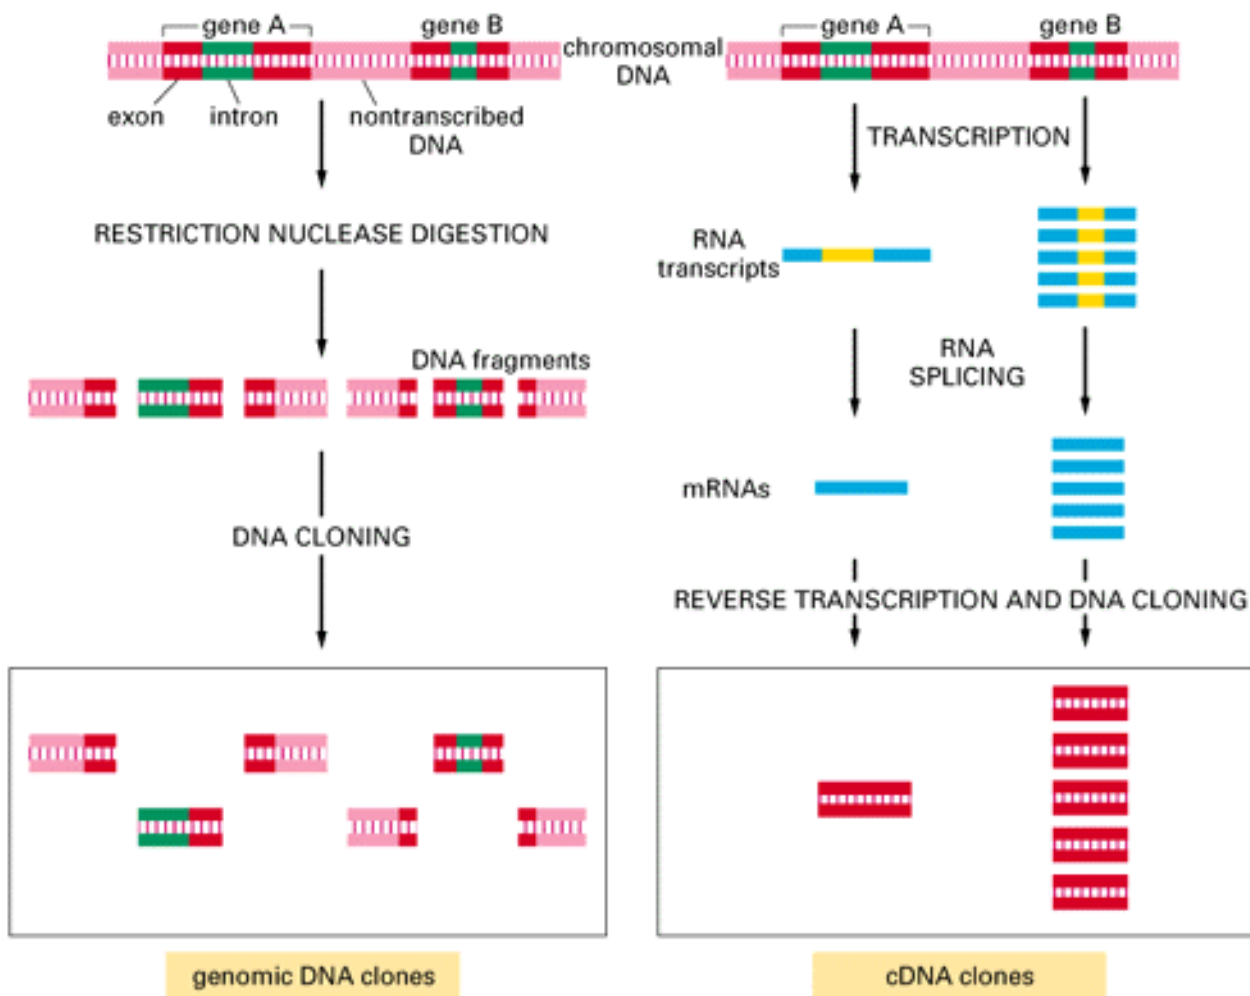 gene A
gene B
chromosomal
DNA
exon
intron
nontranscribed
DNA
RESTRICTION NUCLEASE DIGESTION
DNA fragments
DNA CLONING
genomic DNA clones
gene A
gene B
TRANSCRIPTION
RNA
transcripts
RNA
SPLICING
mRNAs
REVERSE TRANSCRIPTION AND DNA CLONING
cDNA clones